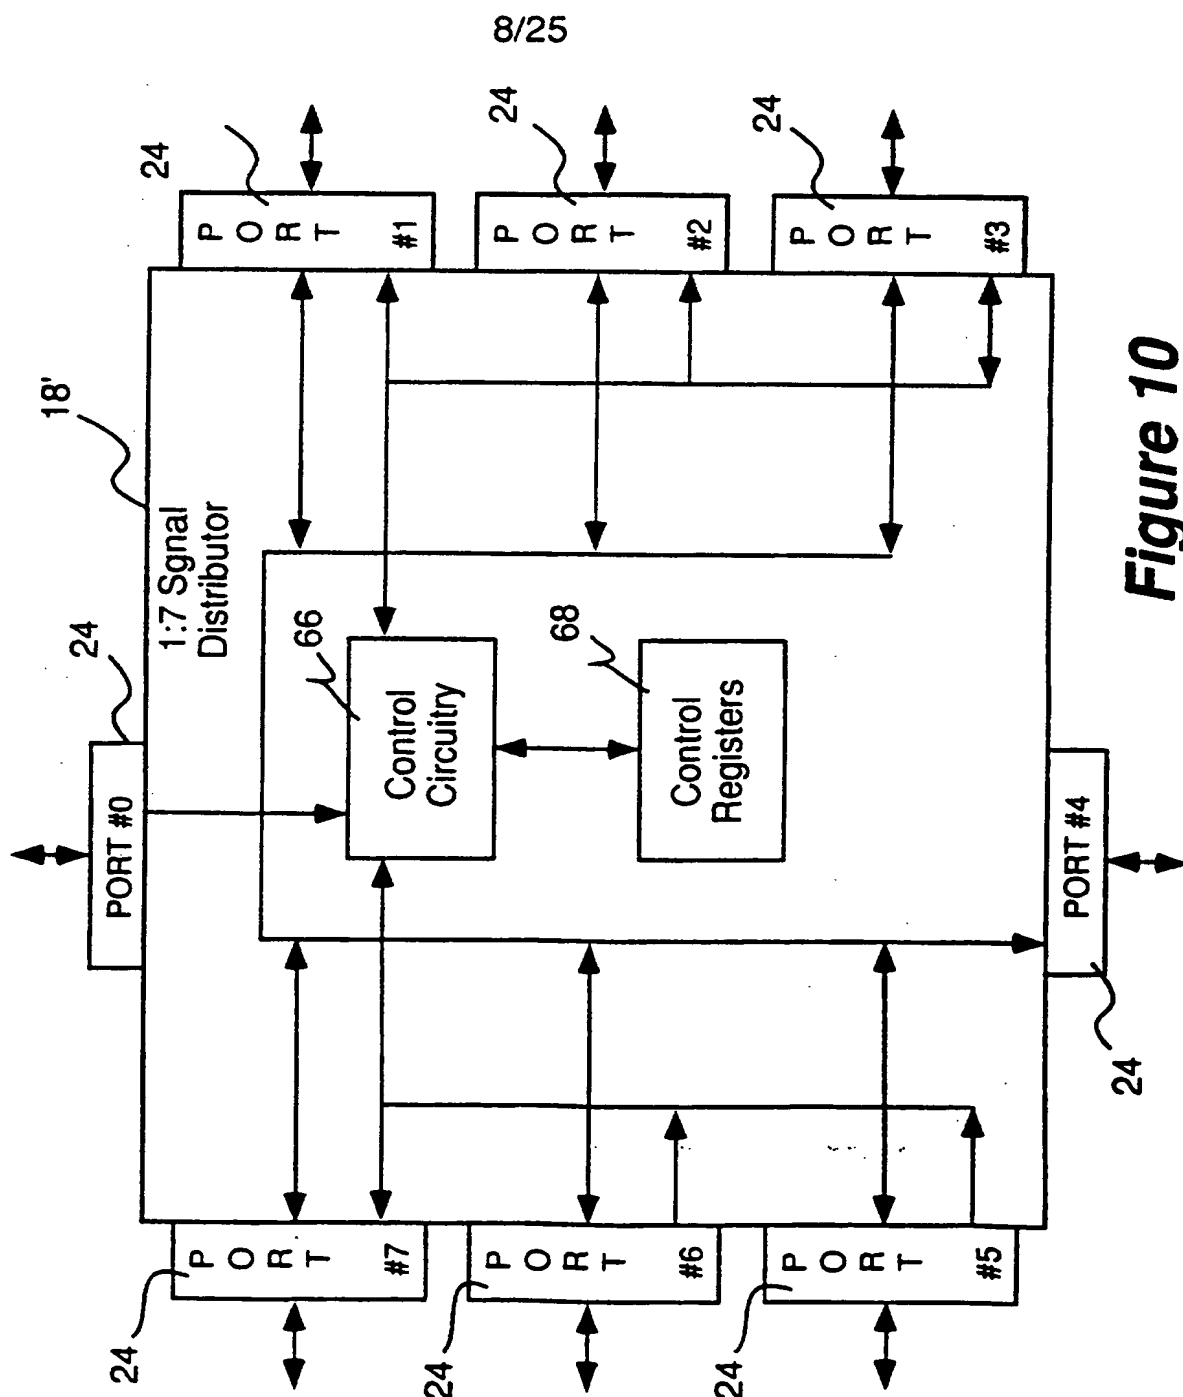 8/25
18'
1:7 Sgnal
Distributor
24
PORT #0
66
Control
Circuitry
68
Control
Registers
24
PORT
#1
24
PORT
#2
24
PORT
#3
PORT #4
24
24
PORT
#7
24
PORT
#6
24
PORT
#5
Figure 10